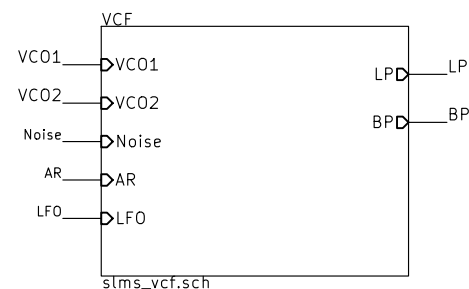 VCF
VCO1 VCO1
VCO2 VCO2
Noise Noise
AR AR
LFO LFO
LP LP
BP BP
slms_vcf.sch